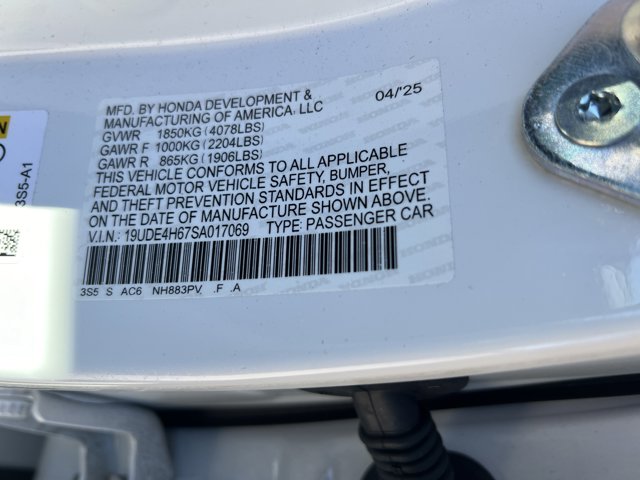 MFD. BY HONDA DEVELOPMENT & 04/'25
MANUFACTURING OF AMERICA, LLC
GVWR 1850KG (4078LBS)
GAWR F 1000KG (2204LBS)
GAWR R 865KG (1906LBS)
THIS VEHICLE CONFORMS TO ALL APPLICABLE
FEDERAL MOTOR VEHICLE SAFETY, BUMPER,
AND THEFT PREVENTION STANDARDS IN EFFECT
ON THE DATE OF MANUFACTURE SHOWN ABOVE.
V.I.N. 19UDE4H67SA017069 TYPE: PASSENGER CAR
3S5 S AC6 NH883PV .F .A
3S5-A1